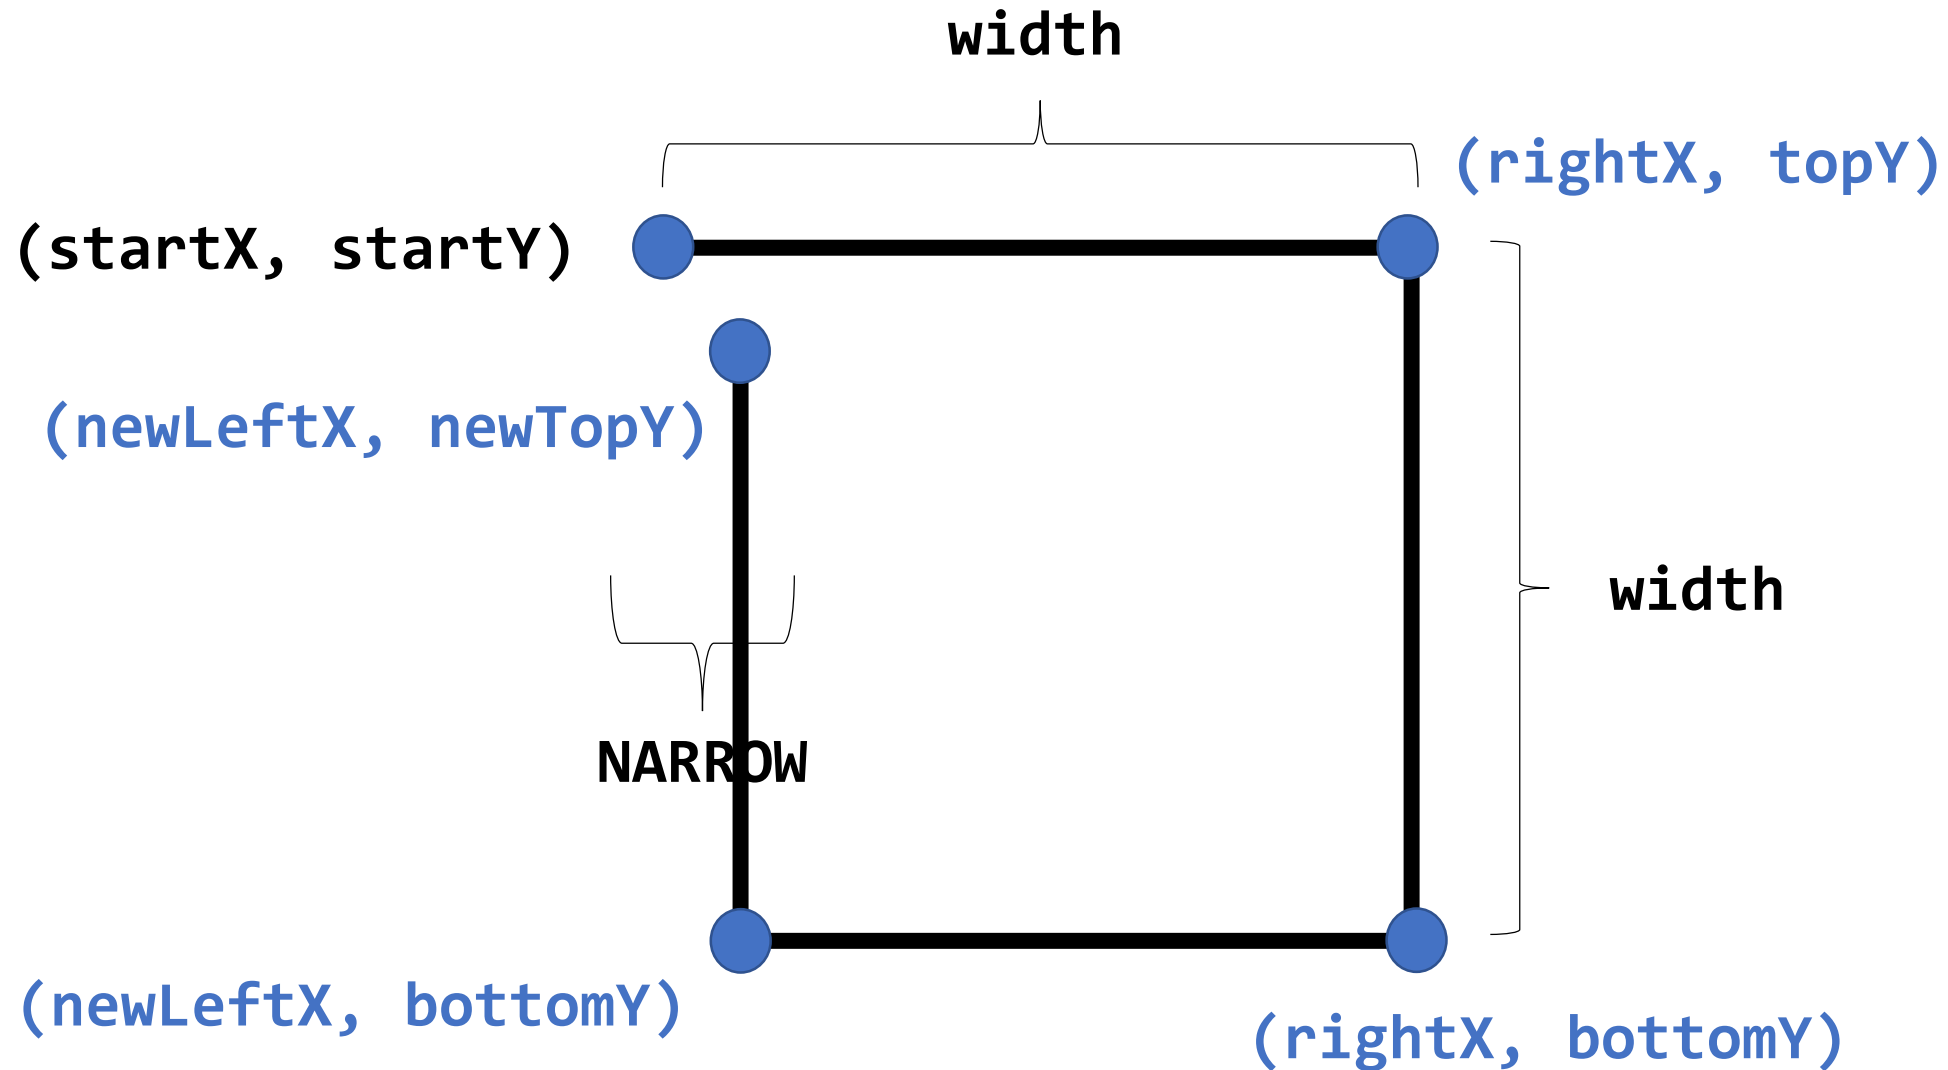 width
(rightX, topY)
(startX, startY)
(newLeftX, newTopY)
width
NARROW
(newLeftX, bottomY)
(rightX, bottomY)